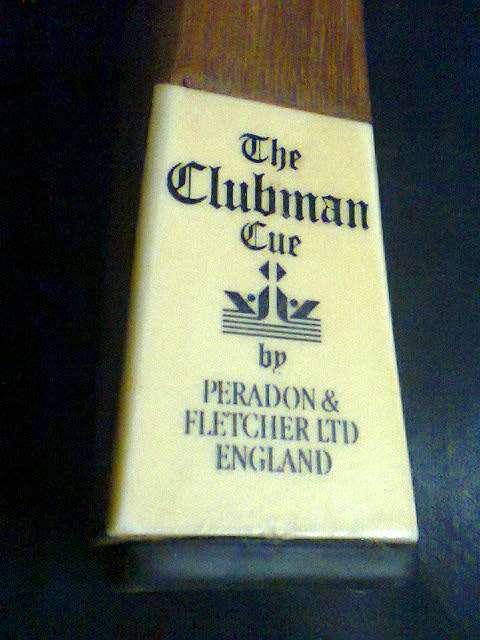 The
Clubman
Cue
by
PERADON &
FLETCHER LTD
ENGLAND